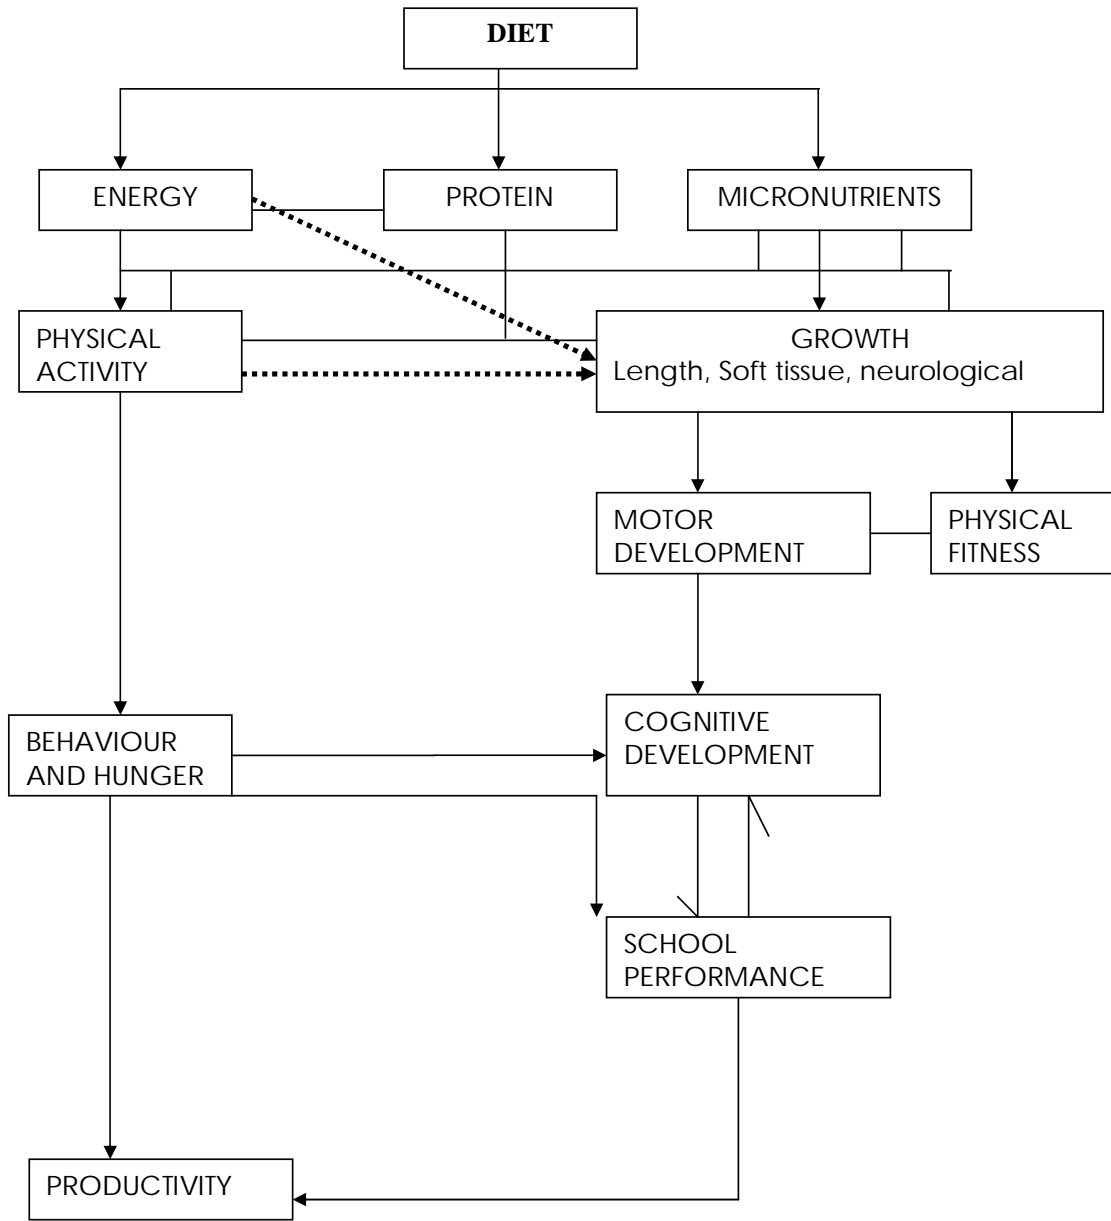 DIET
ENERGY
PROTEIN
MICRONUTRIENTS
PHYSICAL
ACTIVITY
GROWTH
Length, Soft tissue, neurological
MOTOR
DEVELOPMENT
PHYSICAL
FITNESS
BEHAVIOUR
AND HUNGER
COGNITIVE
DEVELOPMENT
SCHOOL
PERFORMANCE
PRODUCTIVITY